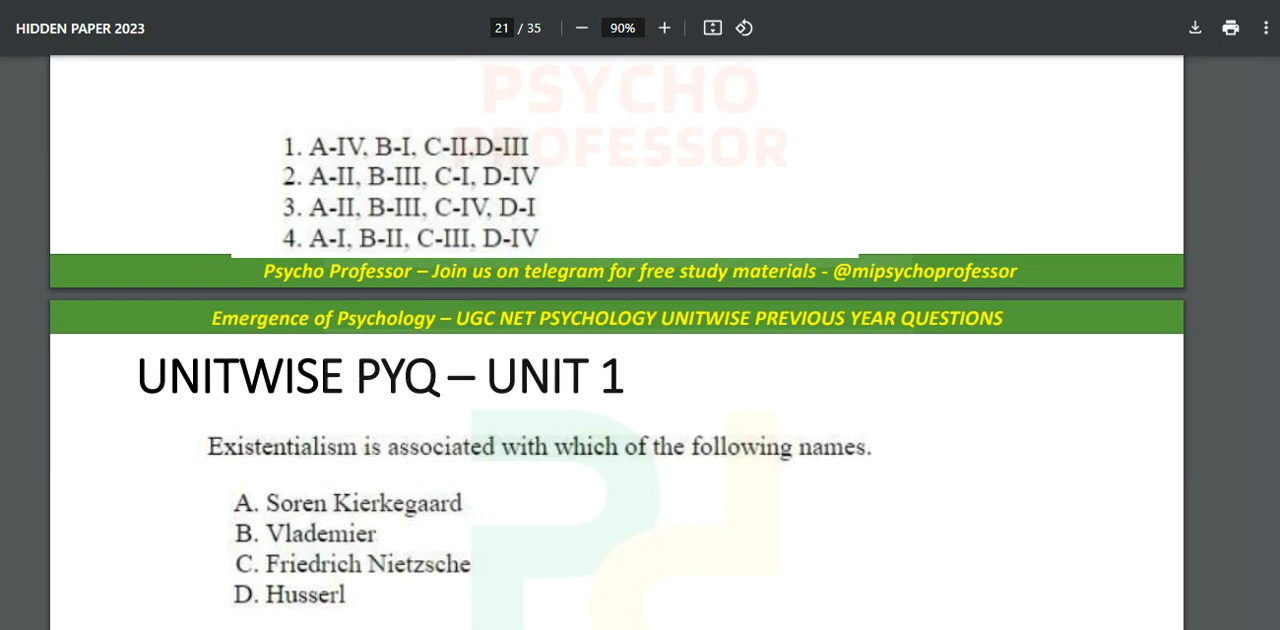 HIDDEN PAPER 2023
21 / 35
90%
PSYCHO
PROFESSOR
1. A-IV, B-I, C-II,D-III
2. A-II, B-III, C-I, D-IV
3. A-II, B-III, C-IV, D-I
4. A-I, B-II, C-III, D-IV
Psycho Professor – Join us on telegram for free study materials - @mipsychoprofessor
Emergence of Psychology – UGC NET PSYCHOLOGY UNITWISE PREVIOUS YEAR QUESTIONS
UNITWISE PYQ – UNIT 1
Existentialism is associated with which of the following names.
A. Soren Kierkegaard
B. Vlademier
C. Friedrich Nietzsche
D. Husserl